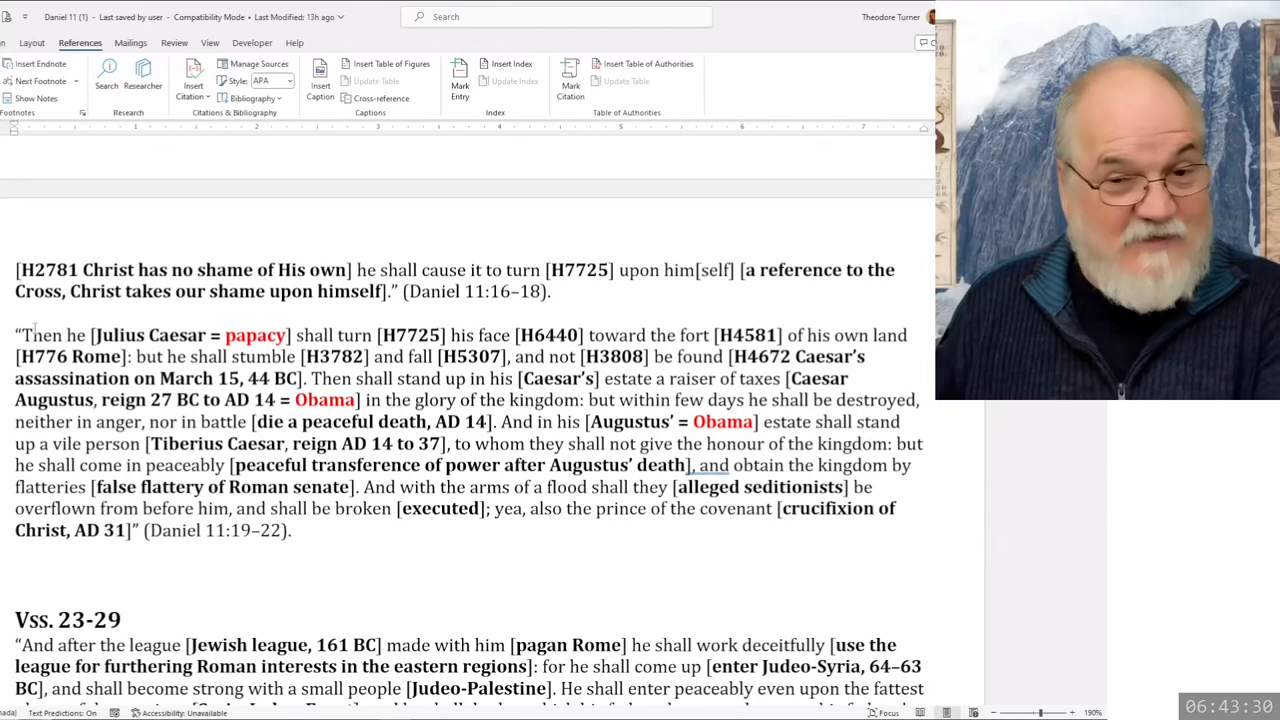 Daniel 11 (1) - Last saved by user - Compatibility Mode • Last Modified: 13h ago
Search
Theodore Turner
Layout References Mailings Review View Developer Help
Insert Endnote
Next Footnote
Show Notes
Footnotes
Search
Researcher
Research
Insert Citation
Manage Sources
Style: APA
Bibliography
Citations & Bibliography
Insert Caption
Insert Table of Figures
Update Table
Cross-reference
Captions
Mark Entry
Insert Index
Update Index
Index
Mark Citation
Insert Table of Authorities
Update Table
Table of Authorities
1 2 3 4 5 6 7
[H2781 Christ has no shame of His own] he shall cause it to turn [H7725] upon him[self] [a reference to the
Cross, Christ takes our shame upon himself].” (Daniel 11:16–18).
“Then he [Julius Caesar = papacy] shall turn [H7725] his face [H6440] toward the fort [H4581] of his own land
[H776 Rome]: but he shall stumble [H3782] and fall [H5307], and not [H3808] be found [H4672 Caesar’s
assassination on March 15, 44 BC]. Then shall stand up in his [Caesar’s] estate a raiser of taxes [Caesar
Augustus, reign 27 BC to AD 14 = Obama] in the glory of the kingdom: but within few days he shall be destroyed,
neither in anger, nor in battle [die a peaceful death, AD 14]. And in his [Augustus’ = Obama] estate shall stand
up a vile person [Tiberius Caesar, reign AD 14 to 37], to whom they shall not give the honour of the kingdom: but
he shall come in peaceably [peaceful transference of power after Augustus’ death], and obtain the kingdom by
flatteries [false flattery of Roman senate]. And with the arms of a flood shall they [alleged seditionists] be
overflown from before him, and shall be broken [executed]; yea, also the prince of the covenant [crucifixion of
Christ, AD 31]” (Daniel 11:19–22).
Vss. 23-29
“And after the league [Jewish league, 161 BC] made with him [pagan Rome] he shall work deceitfully [use the
league for furthering Roman interests in the eastern regions]: for he shall come up [enter Judeo-Syria, 64–63
BC], and shall become strong with a small people [Judeo-Palestine]. He shall enter peaceably even upon the fattest
Text Predictions: On
Accessibility: Unavailable
Focus
190%
06:43:30